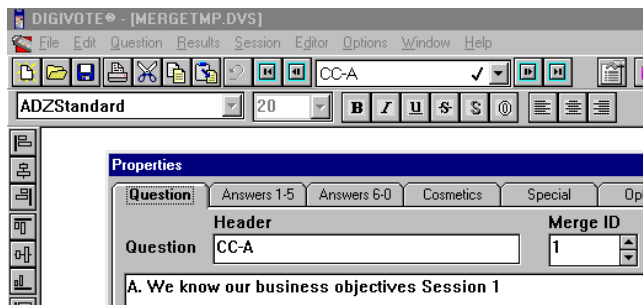 DIGIVOTE® - [MERGETMP.DVS]
File Edit Question Results Session Editor Options Window Help
CC-A
ADZStandard 20 B I U S S O
Properties
Question Answers 1-5 Answers 6-0 Cosmetics Special Op
Header Merge ID
Question CC-A 1
A. We know our business objectives Session 1